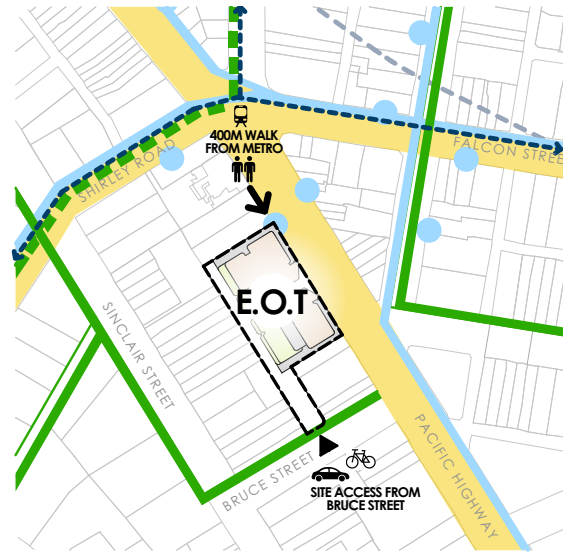 400M WALK
FROM METRO
SHIRLEY ROAD
FALCON STREET
E.O.T
SINCLAIR STREET
BRUCE STREET
PACIFIC HIGHWAY
SITE ACCESS FROM
BRUCE STREET